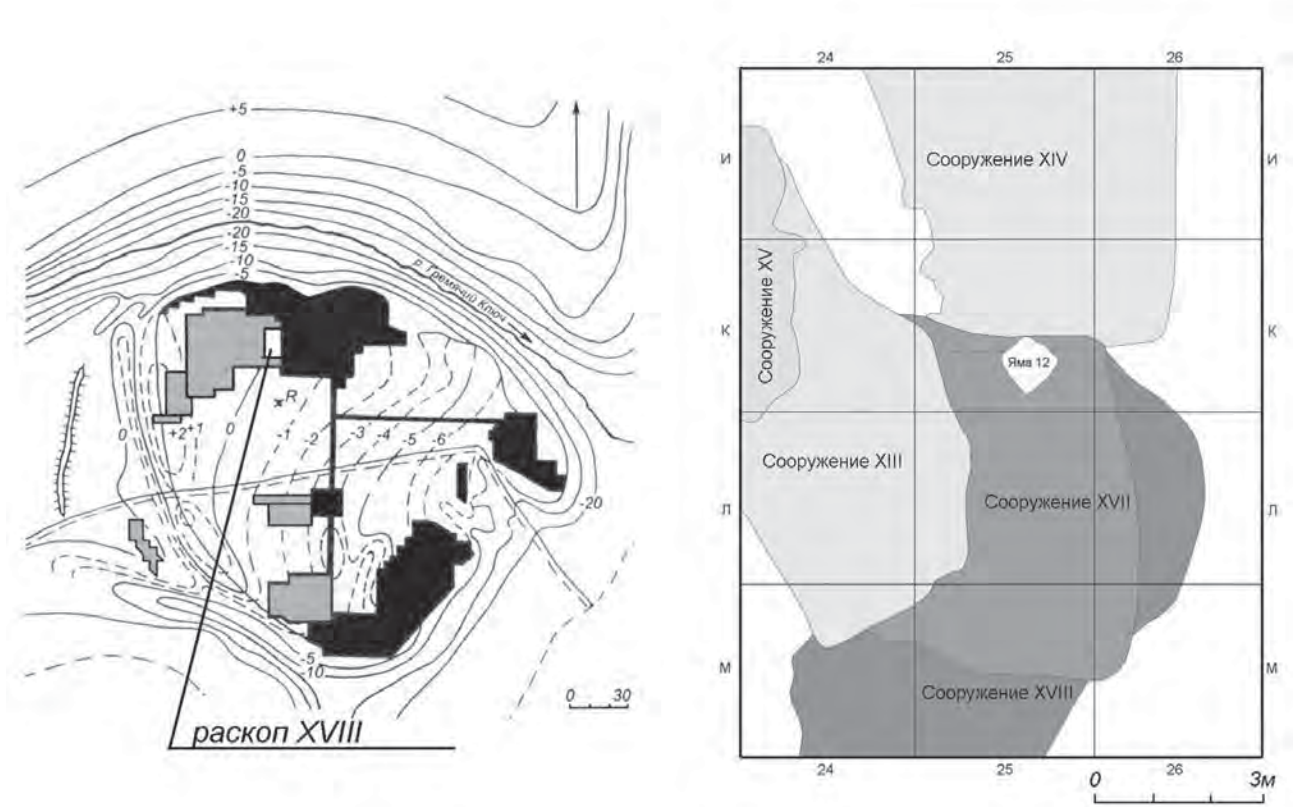 +5
0
-5
-10
-15
-20
-20
-15
-10
-5
р. Гремячий Ключ
R
0
+2
+1
0
-1
-2
-3
-4
-5
-6
-20
-5
-10
0 30
раскоп XVIII
24 25 26
И
Сооружение XIV
И
Сооружение XV
К
Яма 12
К
Сооружение XIII
Сооружение XVII
Л
Л
М
Сооружение XVIII
М
24 25 26
0 3м